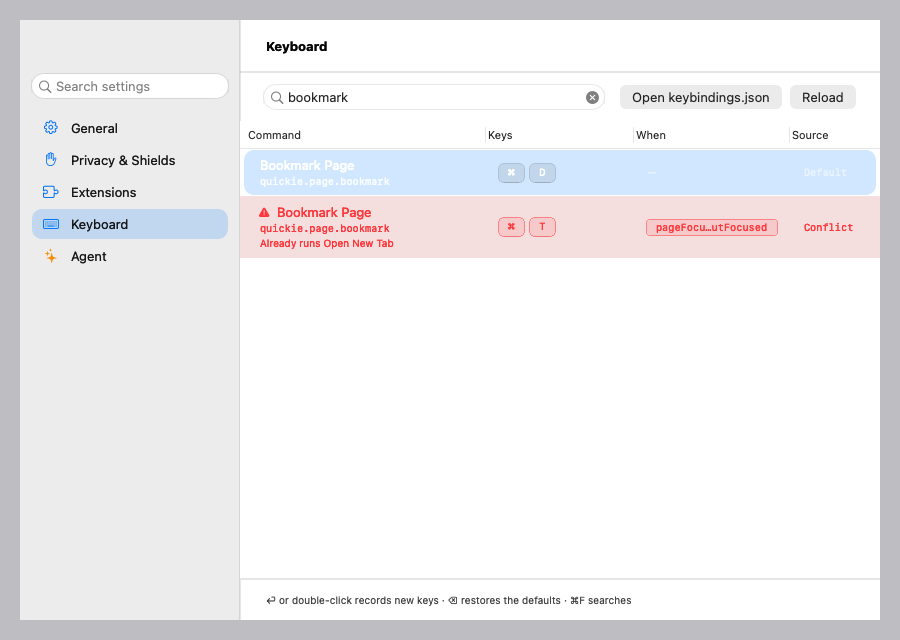 Keyboard
Search settings
General
Privacy & Shields
Extensions
Keyboard
Agent
bookmark
Open keybindings.json
Reload
Command Keys When Source
Bookmark Page
quickie.page.bookmark
⌘ D — Default
Bookmark Page
quickie.page.bookmark
Already runs Open New Tab
⌘ T pageFocu…utFocused Conflict
⏎ or double-click records new keys · ⌫ restores the defaults · ⌘F searches